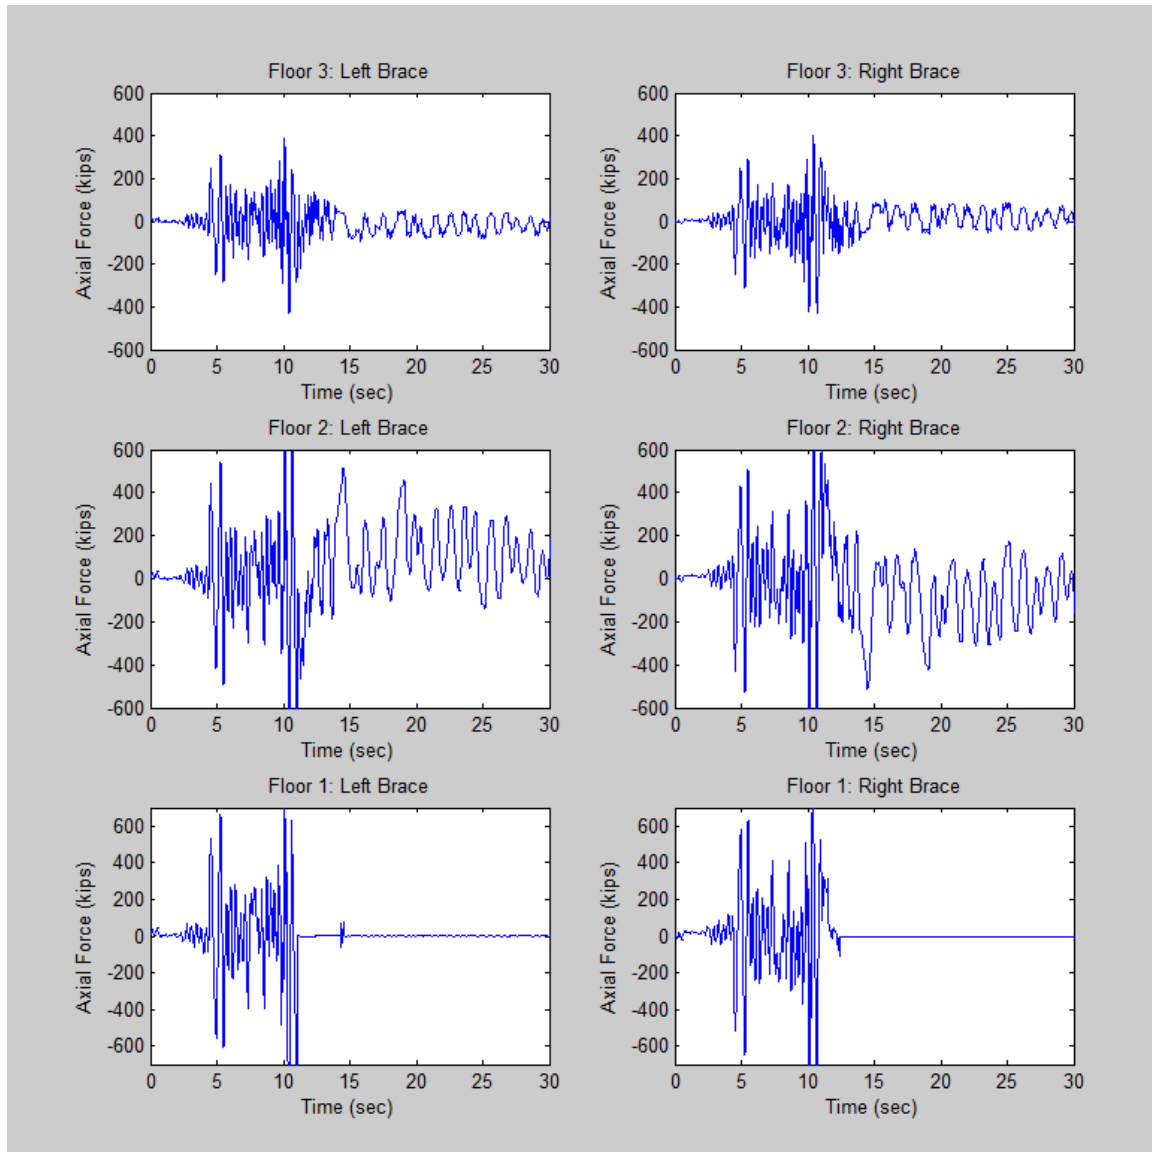 Floor 3: Left Brace
600
400
200
0
-200
-400
-600
Axial Force (kips)
0 5 10 15 20 25 30
Time (sec)
Floor 3: Right Brace
600
400
200
0
-200
-400
-600
Axial Force (kips)
0 5 10 15 20 25 30
Time (sec)
Floor 2: Left Brace
600
400
200
0
-200
-400
-600
Axial Force (kips)
0 5 10 15 20 25 30
Time (sec)
Floor 2: Right Brace
600
400
200
0
-200
-400
-600
Axial Force (kips)
0 5 10 15 20 25 30
Time (sec)
Floor 1: Left Brace
600
400
200
0
-200
-400
-600
Axial Force (kips)
0 5 10 15 20 25 30
Time (sec)
Floor 1: Right Brace
600
400
200
0
-200
-400
-600
Axial Force (kips)
0 5 10 15 20 25 30
Time (sec)